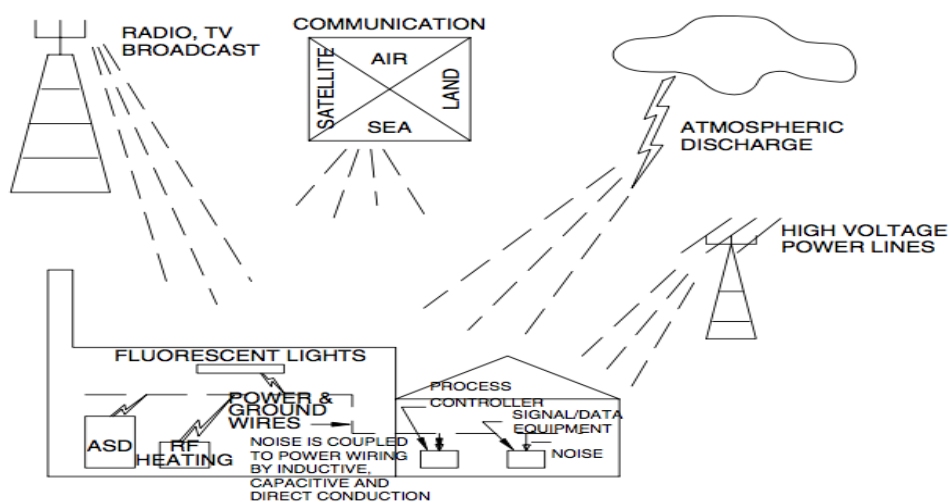 RADIO, TV
BROADCAST
COMMUNICATION
SATELLITE
AIR
LAND
SEA
ATMOSPHERIC
DISCHARGE
HIGH VOLTAGE
POWER LINES
FLUORESCENT LIGHTS
POWER &
GROUND
WIRES
ASD
RF
HEATING
NOISE IS COUPLED
TO POWER WIRING
BY INDUCTIVE,
CAPACITIVE AND
DIRECT CONDUCTION
PROCESS
CONTROLLER
SIGNAL/DATA
EQUIPMENT
NOISE